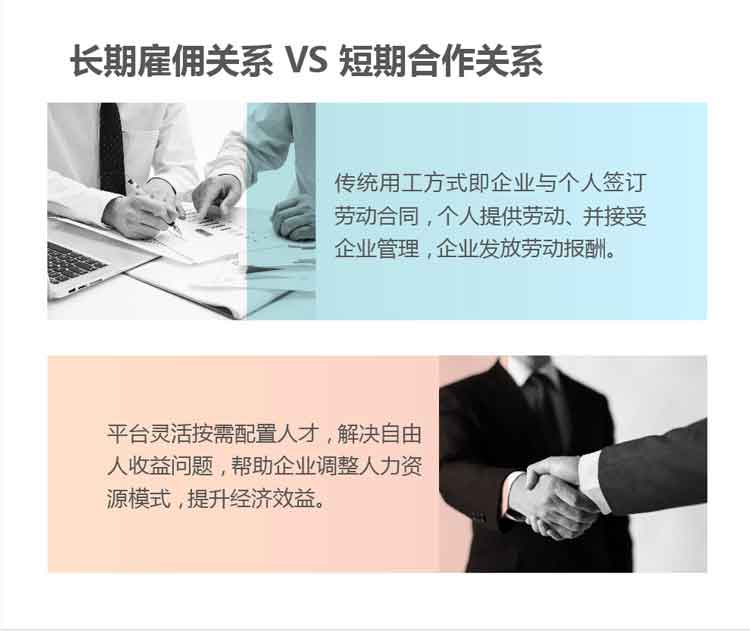 长期雇佣关系 VS 短期合作关系
传统用工方式即企业与个人签订
劳动合同，个人提供劳动、并接受
企业管理，企业发放劳动报酬。
平台灵活按需配置人才，解决自由
人收益问题，帮助企业调整人力资
源模式，提升经济效益。